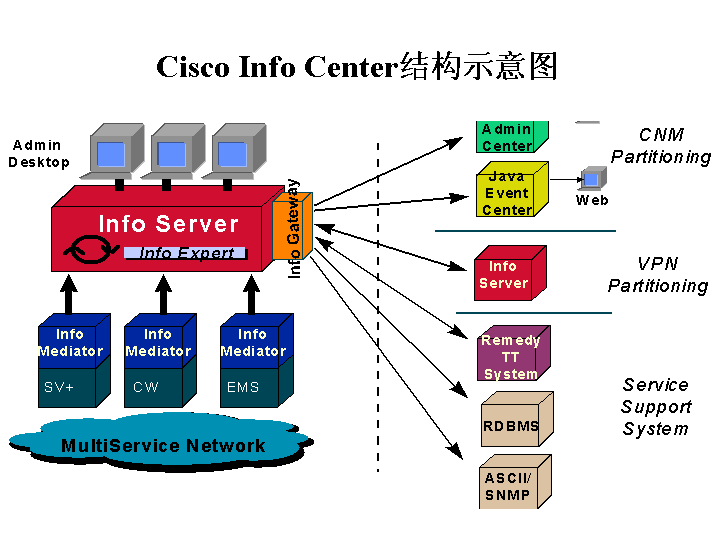 Cisco Info Center结构示意图
Admin
Desktop
Info Server
Info Expert
Info Gateway
Info
Mediator
SV+
Info
Mediator
CW
Info
Mediator
EMS
MultiService Network
Admin
Center
Java
Event
Center
Web
CNM
Partitioning
Info
Server
VPN
Partitioning
Remedy
TT
System
RDBMS
ASCII/
SNMP
Service
Support
System